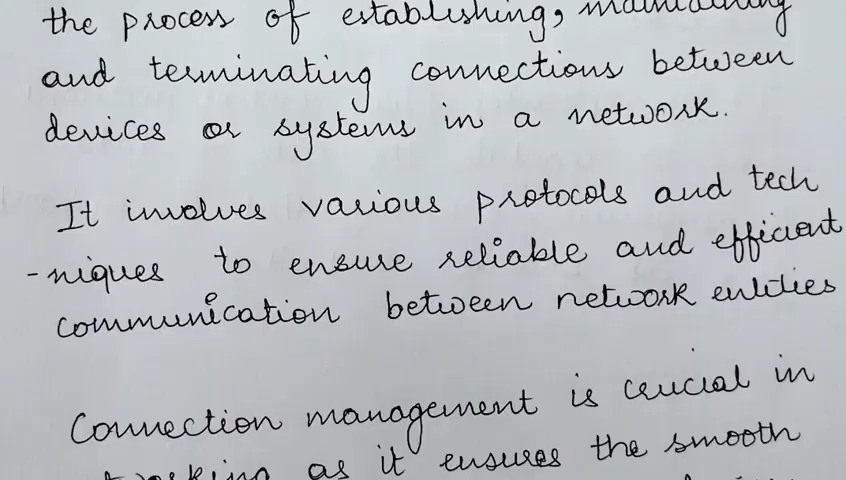 the process of establishing, maintaining
and terminating connections between
devices or systems in a network.
It involves various protocols and tech
-niques to ensure reliable and efficient
communication between network entities
Connection management is crucial in
as it ensures the smooth